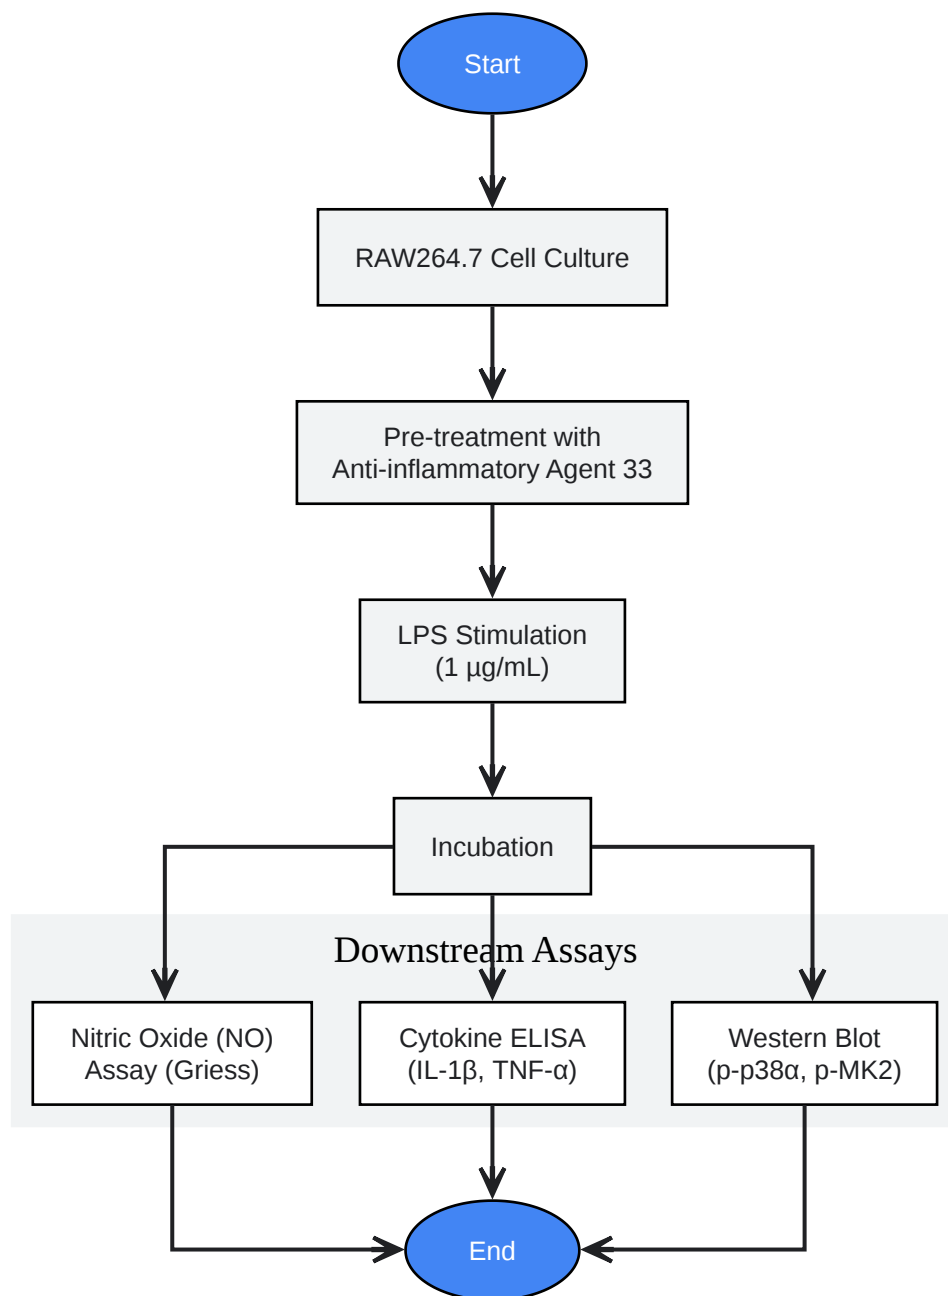 Start
RAW264.7 Cell Culture
Pre-treatment with
Anti-inflammatory Agent 33
LPS Stimulation
(1 µg/mL)
Incubation
Downstream Assays
Nitric Oxide (NO)
Assay (Griess)
Cytokine ELISA
(IL-1β, TNF-α)
Western Blot
(p-p38α, p-MK2)
End